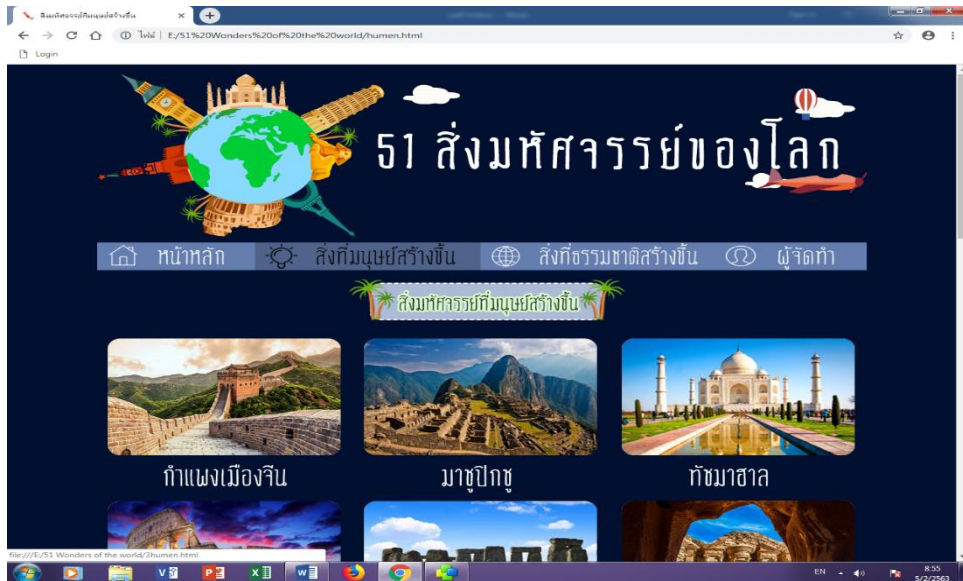 สิ่งมหัศจรรย์ที่มนุษย์สร้างขึ้น
ไฟล์ | E:/51%20Wonders%20of%20the%20world/humen.html
Login
51 สิ่งมหัศจรรย์ของโลก
หน้าหลัก
สิ่งที่มนุษย์สร้างขึ้น
สิ่งที่ธรรมชาติสร้างขึ้น
ผู้จัดทำ
สิ่งมหัศจรรย์ที่มนุษย์สร้างขึ้น
กำแพงเมืองจีน
มาชูปิกชู
ทัชมาฮาล
file:///E:/51 Wonders of the world/3humen.html
EN
8:55
5/2/2563